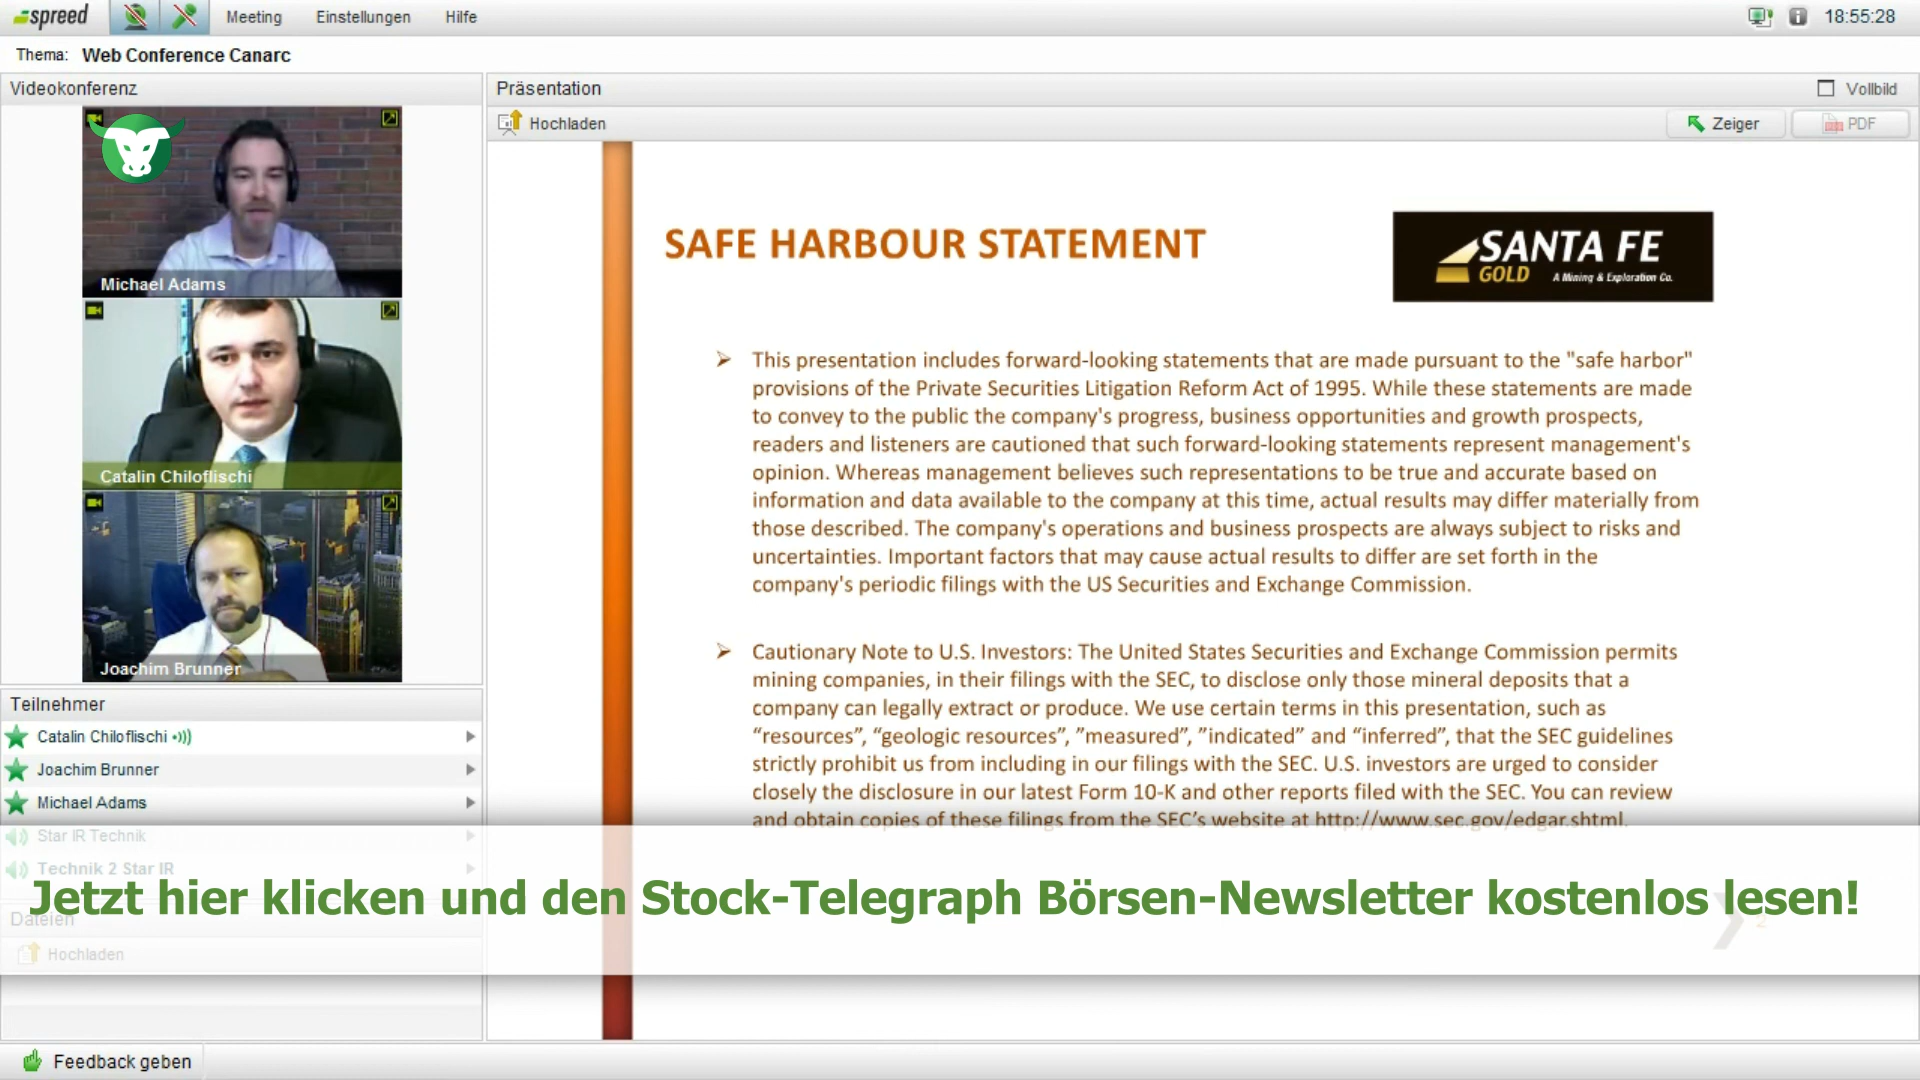 spreed
Meeting
Einstellungen
Hilfe
18:55:28
Thema: Web Conference Canarc
Videokonferenz
Michael Adams
Catalin Chiloflischi
Joachim Brunner
Teilnehmer
Catalin Chiloflischi
Joachim Brunner
Michael Adams
Star IR Technik
Technik 2 Star IR
Dateien
Hochladen
Feedback geben
Präsentation
Vollbild
Hochladen
Zeiger
PDF
SAFE HARBOUR STATEMENT
SANTA FE
GOLD A Mining & Exploration Co.
➢ This presentation includes forward-looking statements that are made pursuant to the "safe harbor"
provisions of the Private Securities Litigation Reform Act of 1995. While these statements are made
to convey to the public the company's progress, business opportunities and growth prospects,
readers and listeners are cautioned that such forward-looking statements represent management's
opinion. Whereas management believes such representations to be true and accurate based on
information and data available to the company at this time, actual results may differ materially from
those described. The company's operations and business prospects are always subject to risks and
uncertainties. Important factors that may cause actual results to differ are set forth in the
company's periodic filings with the US Securities and Exchange Commission.
➢ Cautionary Note to U.S. Investors: The United States Securities and Exchange Commission permits
mining companies, in their filings with the SEC, to disclose only those mineral deposits that a
company can legally extract or produce. We use certain terms in this presentation, such as
“resources”, “geologic resources”, ”measured”, ”indicated” and “inferred”, that the SEC guidelines
strictly prohibit us from including in our filings with the SEC. U.S. investors are urged to consider
closely the disclosure in our latest Form 10-K and other reports filed with the SEC. You can review
and obtain copies of these filings from the SEC’s website at http://www.sec.gov/edgar.shtml.
2
Jetzt hier klicken und den Stock-Telegraph Börsen-Newsletter kostenlos lesen!